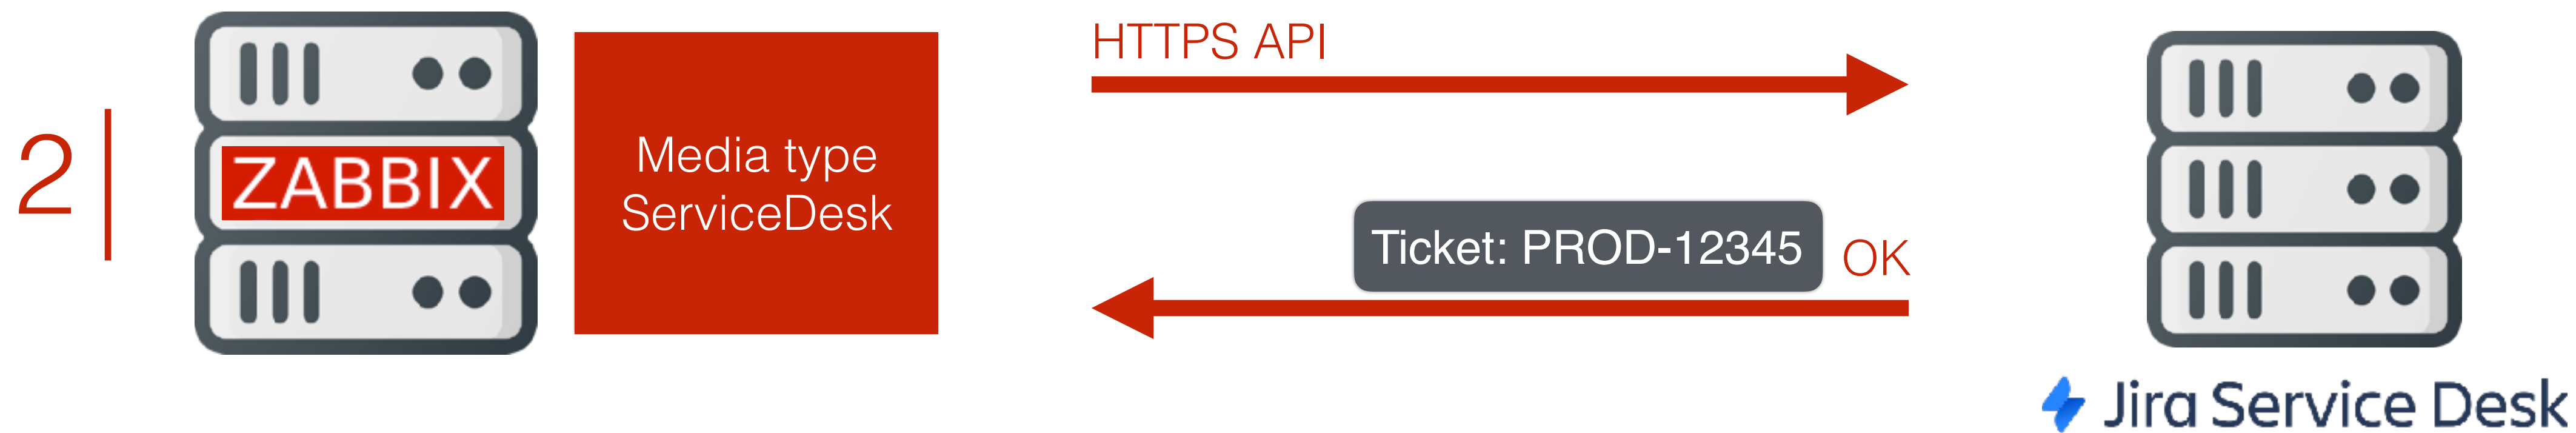 2
ZABBIX
Media type
ServiceDesk
HTTPS API
Ticket: PROD-12345
OK
Jira Service Desk